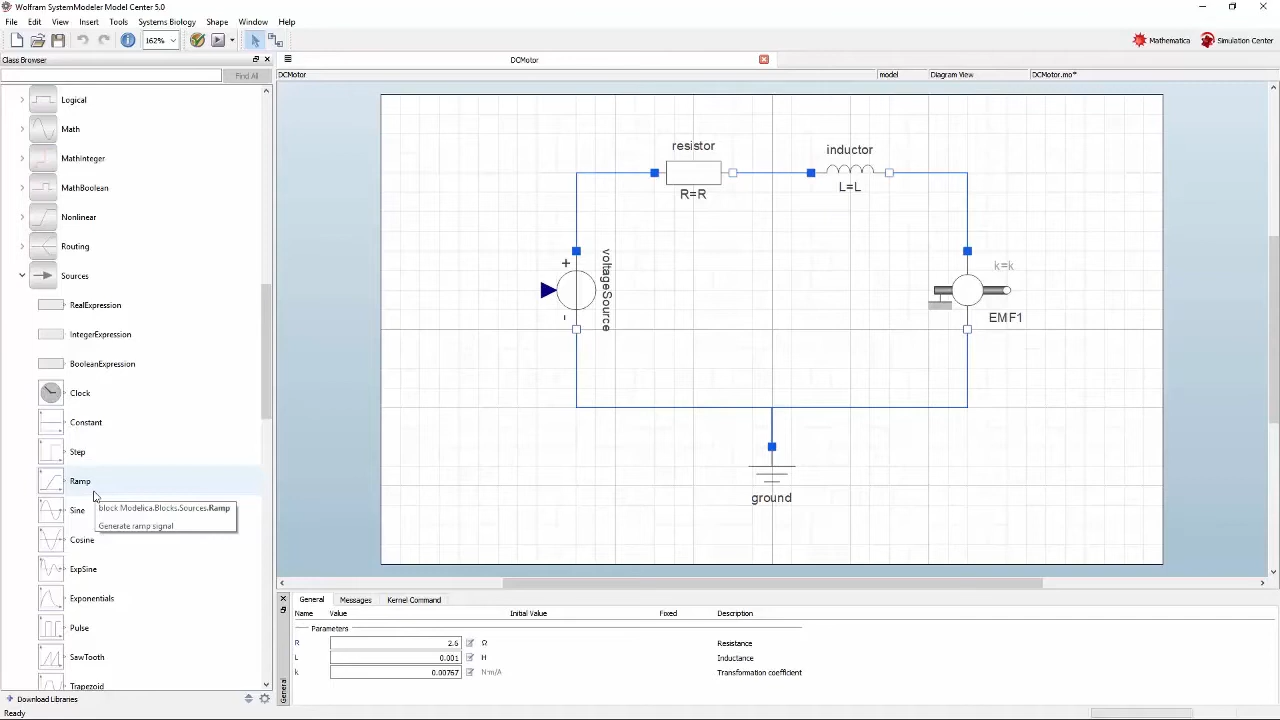 Wolfram SystemModeler Model Center 5.0
File Edit View Insert Tools Systems Biology Shape Window Help
162% Mathematica Simulation Center
Class Browser DCMotor
Find All DCMotor model Diagram View DCMotor.mo*
Logical
Math
MathInteger
MathBoolean
Nonlinear
Routing
Sources
RealExpression
IntegerExpression
BooleanExpression
Clock
Constant
Step
Ramp
block Modelica.Blocks.Sources.Ramp
Generate ramp signal
Sine
Cosine
ExpSine
Exponentials
Pulse
SawTooth
Trapezoid
Download Libraries
Ready
resistor
R=R
inductor
L=L
+
-
voltageSource
k=k
EMF1
ground
General Messages Kernel Command
Name Value Initial Value Fixed Description
Parameters
R 2.6 Ω Resistance
L 0.001 H Inductance
k 0.00767 N·m/A Transformation coefficient
General